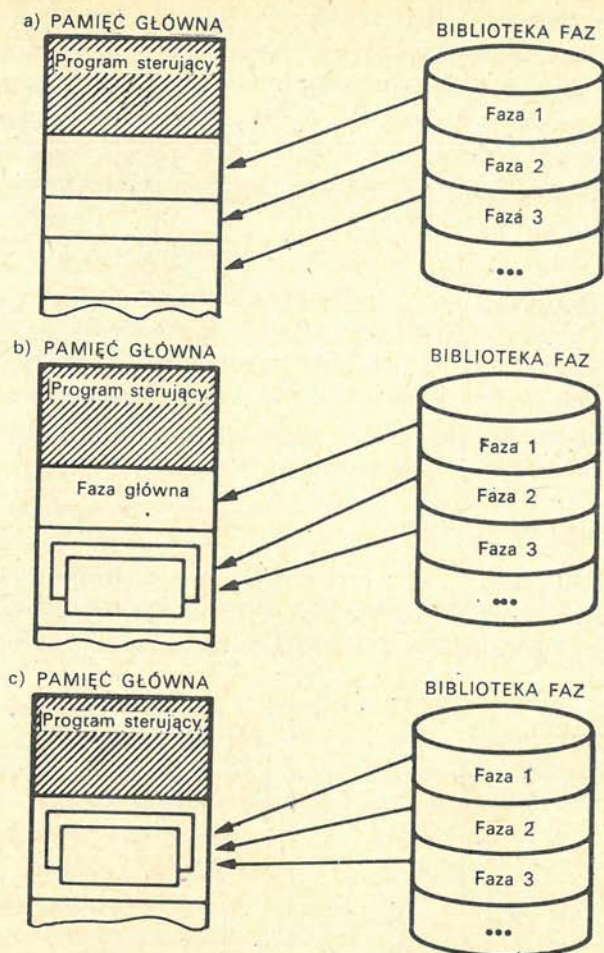 a) PAMIĘĆ GŁÓWNA
Program sterujący
BIBLIOTEKA FAZ
Faza 1
Faza 2
Faza 3
...
b) PAMIĘĆ GŁÓWNA
Program sterujący
Faza główna
BIBLIOTEKA FAZ
Faza 1
Faza 2
Faza 3
...
c) PAMIĘĆ GŁÓWNA
Program sterujący
BIBLIOTEKA FAZ
Faza 1
Faza 2
Faza 3
...